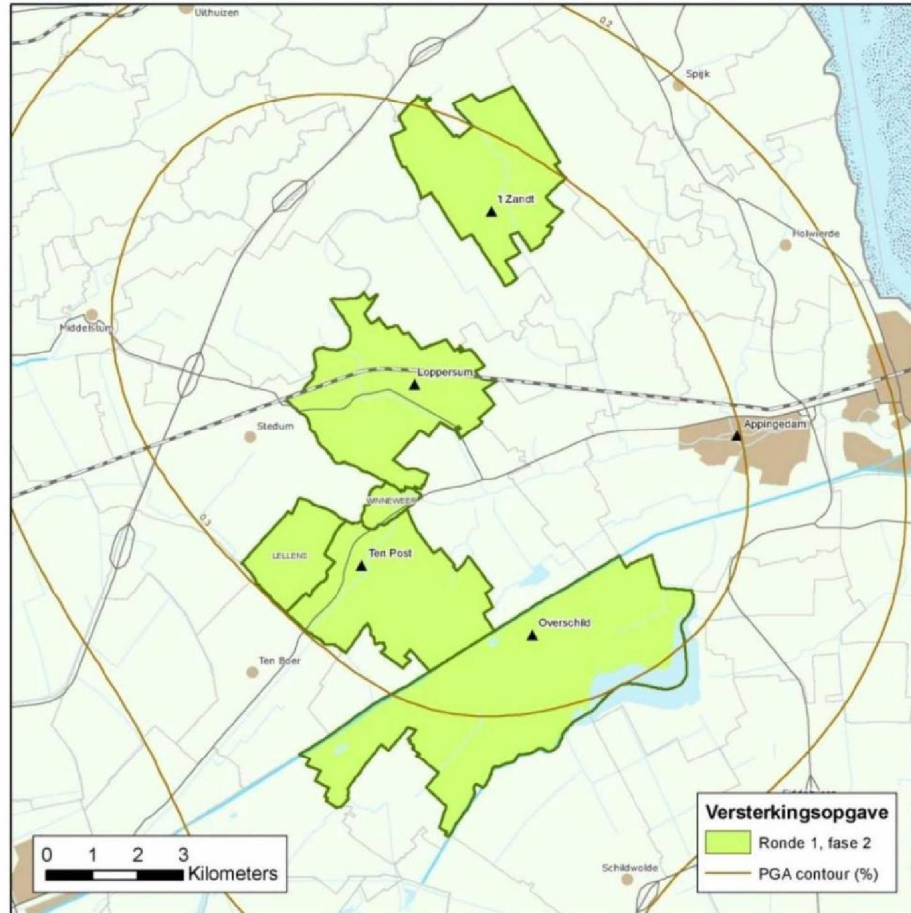 Uithuizen
0.2
Spijk
't Zandt
Holwierde
Middelstum
Loppersum
Stedum
Appingedam
WINNEWEER
0.3
LELLENS
Ten Post
Overschild
Ten Boer
Schildwolde
0 1 2 3
Kilometers
Versterkingsopgave
Ronde 1, fase 2
PGA contour (%)